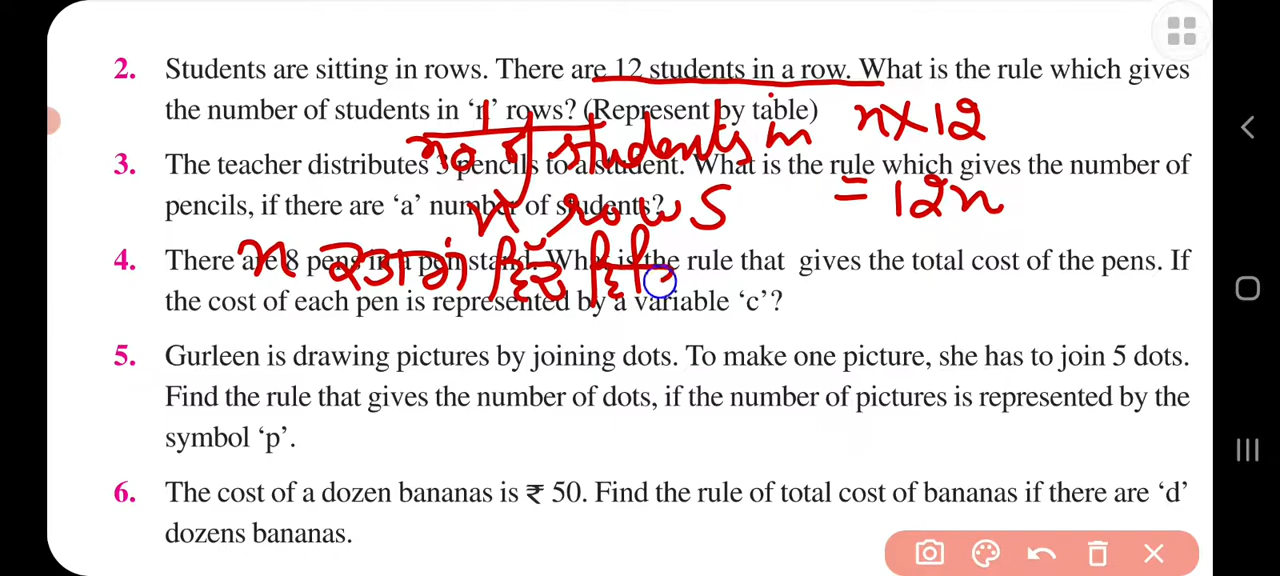 2. Students are sitting in rows. There are 12 students in a row. What is the rule which gives
the number of students in ‘n’ rows? (Represent by table)
n × 12
no of students in
3. The teacher distributes 3 pencils to a student. What is the rule which gives the number of
= 12n
pencils, if there are ‘a’ number of students?
n rows
4. There are 8 pens in a pen stand. What is the rule that gives the total cost of the pens. If
n ਕਤਾਰਾਂ ਵਿੱਚ
the cost of each pen is represented by a variable ‘c’?
5. Gurleen is drawing pictures by joining dots. To make one picture, she has to join 5 dots.
Find the rule that gives the number of dots, if the number of pictures is represented by the
symbol ‘p’.
6. The cost of a dozen bananas is ₹ 50. Find the rule of total cost of bananas if there are ‘d’
dozens bananas.